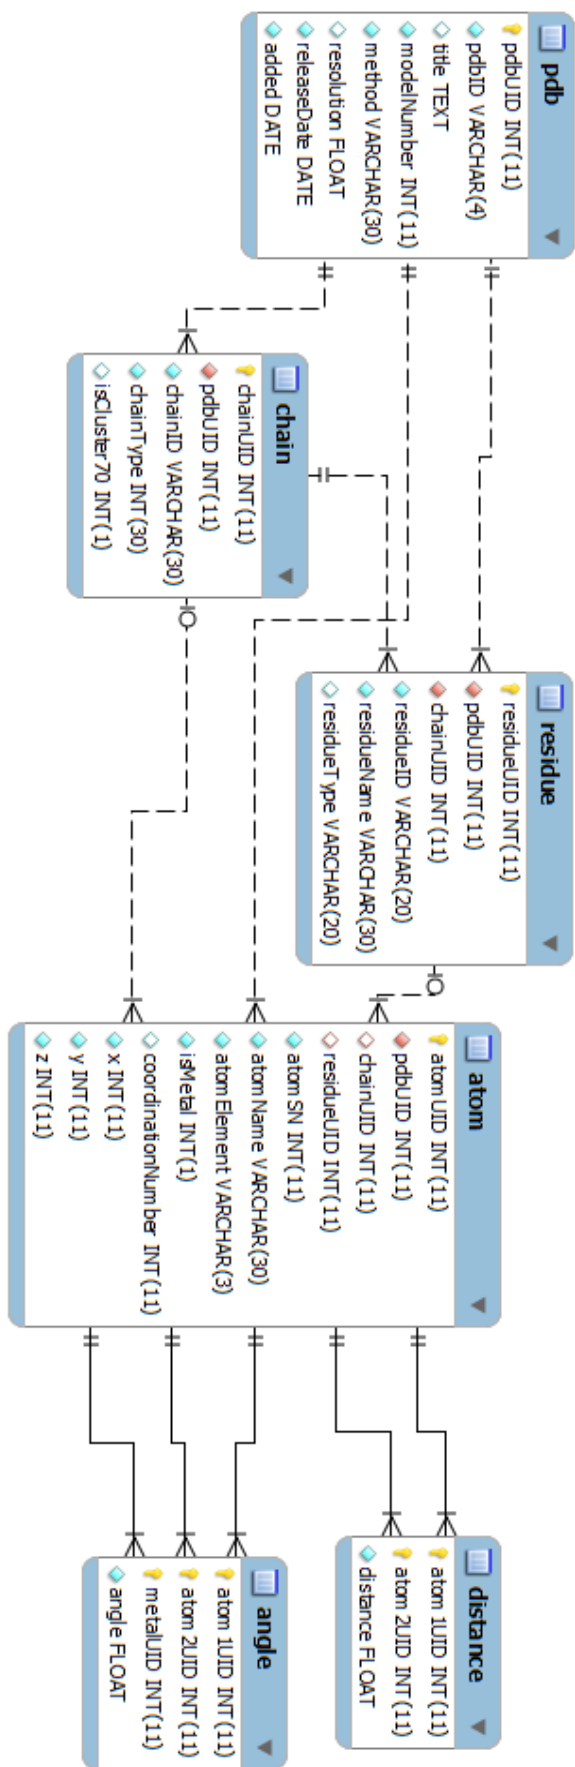 pdb
pdbUID INT(11)
pdbID VARCHAR(4)
title TEXT
modelNumber INT(11)
method VARCHAR(30)
resolution FLOAT
releaseDate DATE
added DATE
chain
chainUID INT(11)
pdbUID INT(11)
chainID VARCHAR(30)
chainType INT(30)
isCluster70 INT(1)
residue
residueUID INT(11)
pdbUID INT(11)
chainUID INT(11)
residueID VARCHAR(20)
residueName VARCHAR(30)
residueType VARCHAR(20)
atom
atomUID INT(11)
pdbUID INT(11)
chainUID INT(11)
residueUID INT(11)
atomSN INT(11)
atomName VARCHAR(30)
atomElement VARCHAR(3)
isMetal INT(1)
coordinationNumber INT(11)
x INT(11)
y INT(11)
z INT(11)
distance
atom1UID INT(11)
atom2UID INT(11)
distance FLOAT
angle
atom1UID INT(11)
atom2UID INT(11)
metalUID INT(11)
angle FLOAT